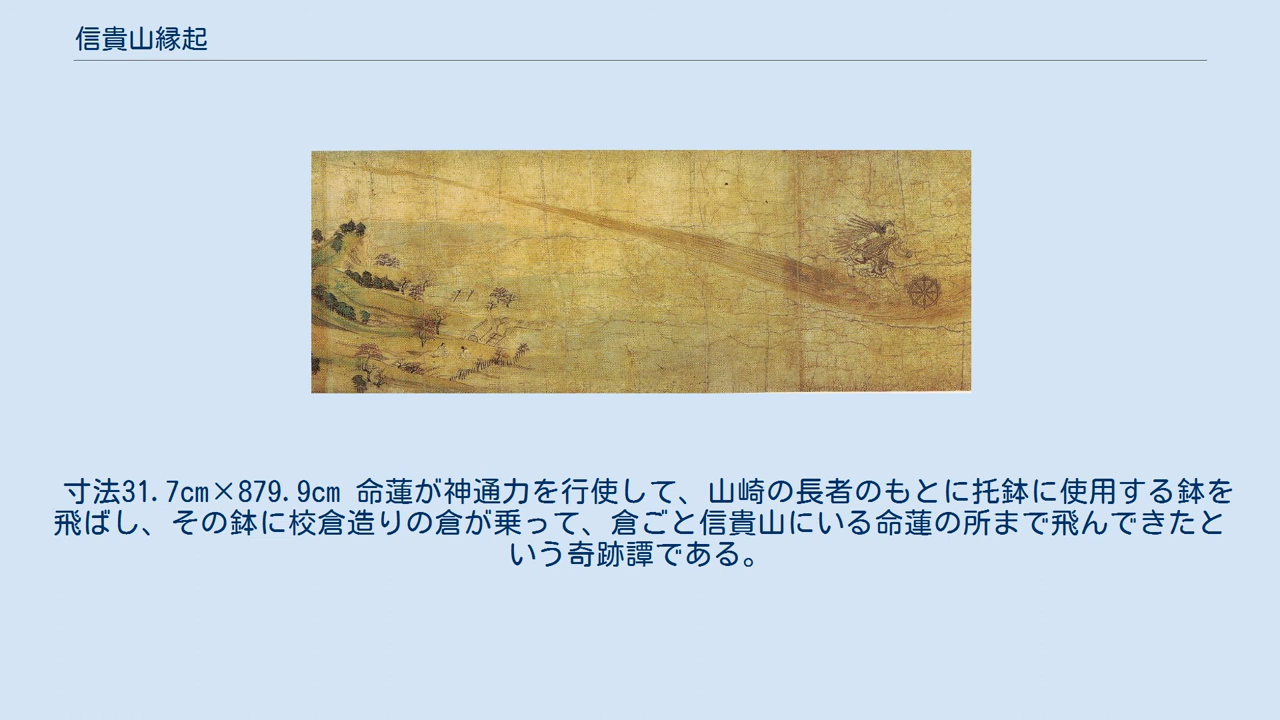 信貴山縁起
寸法31.7cm×879.9cm 命蓮が神通力を行使して、山崎の長者のもとに托鉢に使用する鉢を
飛ばし、その鉢に校倉造りの倉が乗って、倉ごと信貴山にいる命蓮の所まで飛んできたと
いう奇跡譚である。